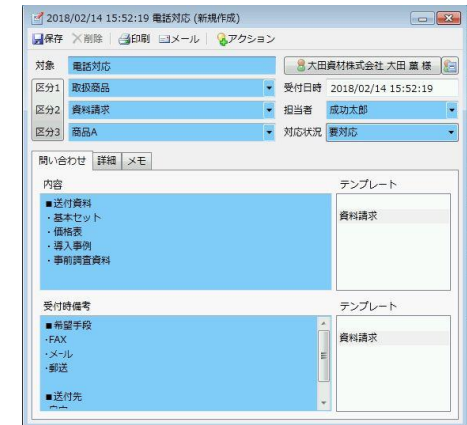 2018/02/14 15:52:19 電話対応 (新規作成)
保存 削除 印刷 メール アクション
対象 電話対応 大田資材株式会社 大田 薫 様
区分1 取扱商品 受付日時 2018/02/14 15:52:19
区分2 資料請求 担当者 成功太郎
区分3 商品A 対応状況 要対応
問い合わせ 詳細 メモ
内容 テンプレート
■送付資料
・基本セット 資料請求
・価格表
・導入事例
・事前調査資料
受付時備考 テンプレート
■希望手段
・FAX 資料請求
・メール
・郵送
■送付先